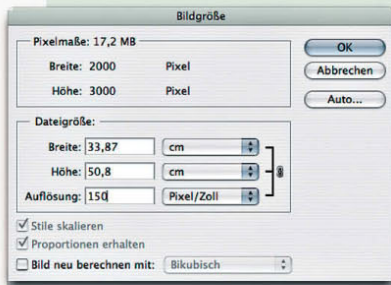 Bildgröße
Pixelmaße: 17,2 MB
Breite: 2000 Pixel
Höhe: 3000 Pixel
OK
Abbrechen
Auto...
Dateigröße:
Breite: 33,87 cm
Höhe: 50,8 cm
Auflösung: 150 Pixel/Zoll
Stile skalieren
Proportionen erhalten
Bild neu berechnen mit: Bikubisch